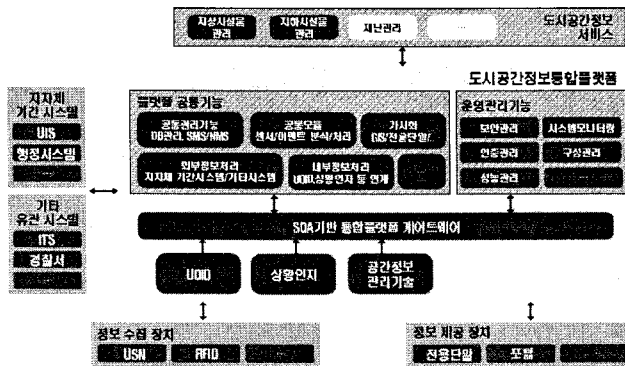 지상시설물
관리
지하시설물
관리
재난관리
...
도시공간정보
서비스
도시공간정보통합플랫폼
지자체
기간 시스템
UIS
행정시스템
기타
유관 시스템
ITS
경찰서
플랫폼 공통기능
공통관리기능
DB관리, SMS/NMS
공통모듈
센서/이벤트 분석/처리
가시화
GIS/전용단말/
외부정보처리
지자체 기간시스템/기타시스템
내부정보처리
UOID,상황인지 등 연계
운영관리기능
보안관리
시스템모니터링
인증관리
구성관리
성능관리
SOA기반 통합플랫폼 게이트웨어
UOID
상황인지
공간정보
관리기술
정보 수집 장치
USN
RFID
정보 제공 장치
전용단말
포털